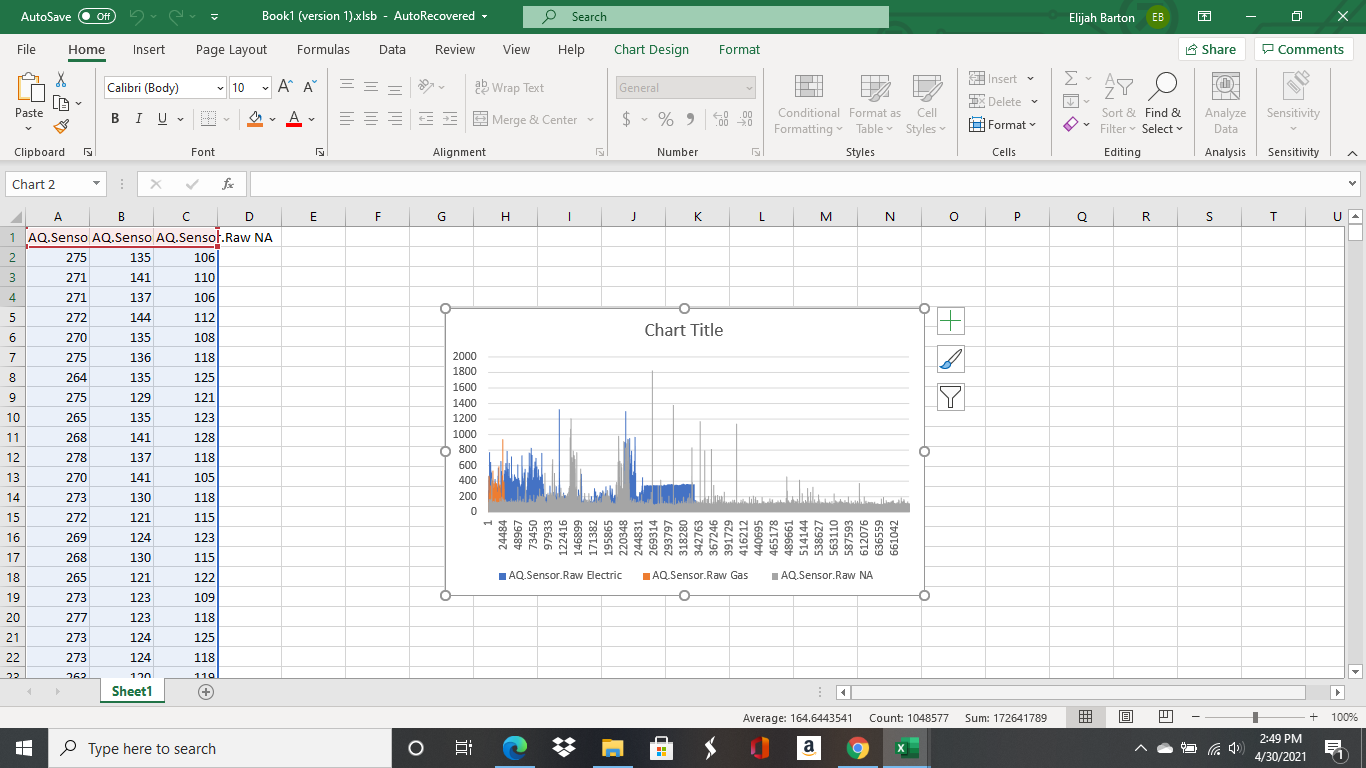 AutoSave Off Book1 (version 1).xlsb - AutoRecovered Search Elijah Barton EB
File Home Insert Page Layout Formulas Data Review View Help Chart Design Format Share Comments
Paste
Clipboard
Calibri (Body) 10 A A
B I U A
Font
ab Wrap Text
Merge & Center
Alignment
General
$ % 9 .00 .00
Number
Conditional Formatting
Format as Table
Cell Styles
Styles
Insert
Delete
Format
Cells
Sort & Filter
Find & Select
Editing
Analyze Data
Analysis
Sensitivity
Sensitivity
Chart 2 fx
A B C D E F G H I J K L M N O P Q R S T U
1 AQ.Senso AQ.Senso AQ.Sensor.Raw NA
2 275 135 106
3 271 141 110
4 271 137 106
5 272 144 112
6 270 135 108
7 275 136 118
8 264 135 125
9 275 129 121
10 265 135 123
11 268 141 128
12 278 137 118
13 270 141 105
14 273 130 118
15 272 121 115
16 269 124 123
17 268 130 115
18 265 121 122
19 273 123 109
20 277 123 118
21 273 124 125
22 273 124 118
23 263 120 119
Chart Title
2000
1800
1600
1400
1200
1000
800
600
400
200
0
1 24484 48967 73450 97933 122416 146899 171382 195865 220348 244831 269314 293797 318280 342763 367246 391729 416212 440695 465178 489661 514144 538627 563110 587593 612076 636559 661042
AQ.Sensor.Raw Electric AQ.Sensor.Raw Gas AQ.Sensor.Raw NA
Sheet1
Average: 164.6443541 Count: 1048577 Sum: 172641789 100%
Type here to search
a
2:49 PM
4/30/2021
1